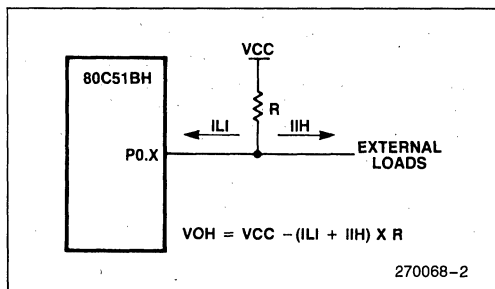 VCC
80C51BH
R
ILI IIH
P0.X
EXTERNAL
LOADS
VOH = VCC – (ILI + IIH) X R
270068–2